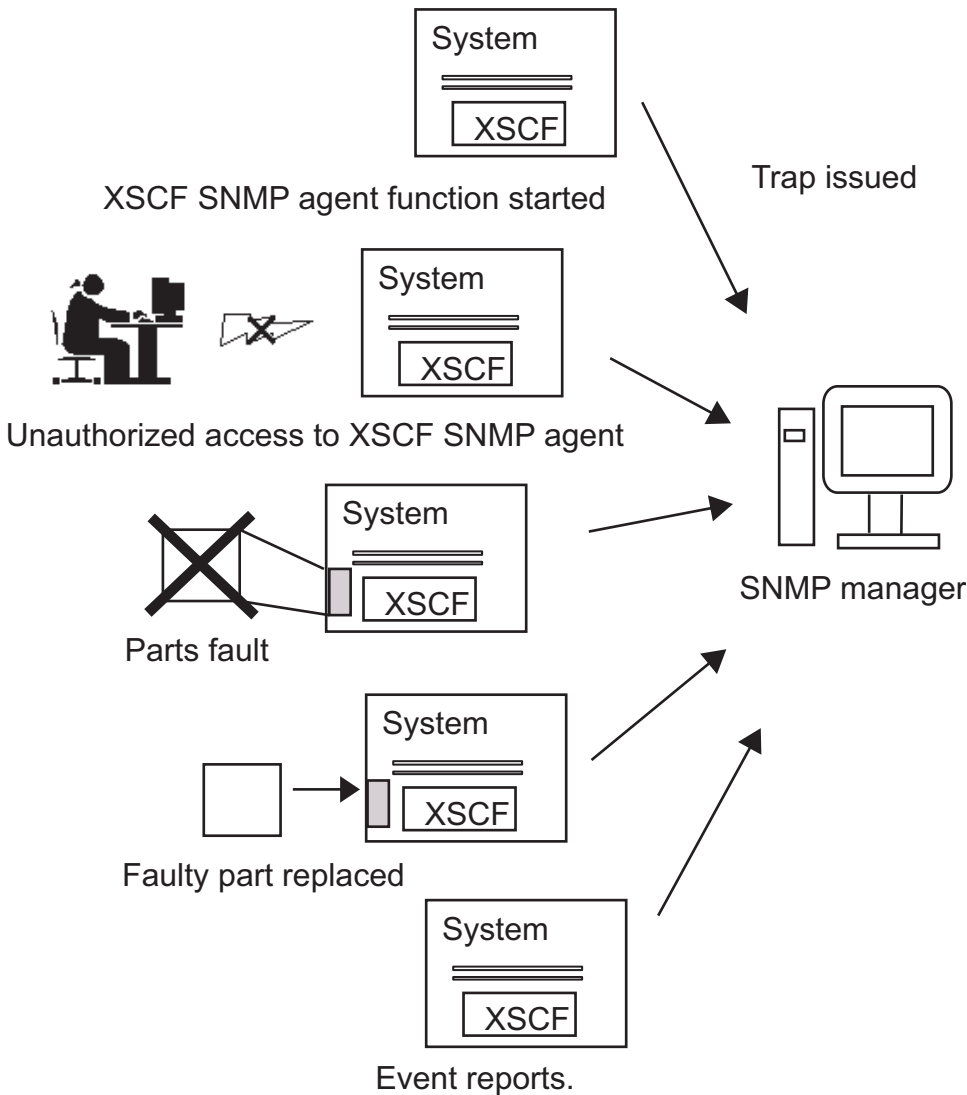 System
XSCF
Trap issued
XSCF SNMP agent function started
System
XSCF
Unauthorized access to XSCF SNMP agent
System
XSCF
SNMP manager
Parts fault
System
XSCF
Faulty part replaced
System
XSCF
Event reports.